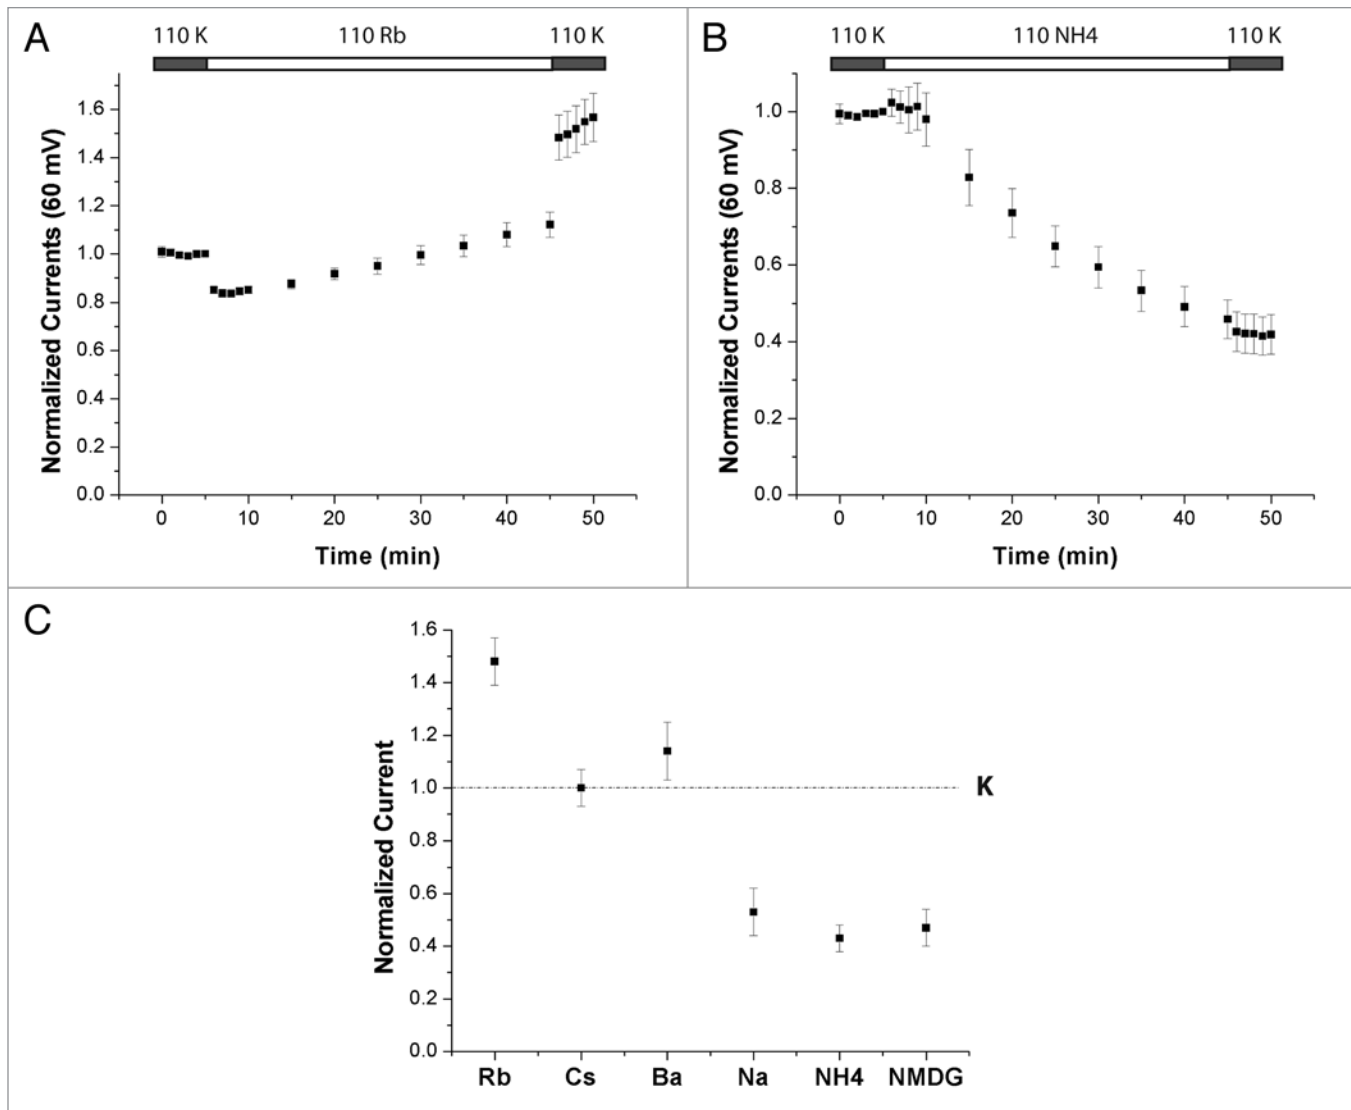 A
110 K 110 Rb 110 K
Normalized Currents (60 mV)
1.6
1.4
1.2
1.0
0.8
0.6
0.4
0.2
0.0
0 10 20 30 40 50
Time (min)
B
110 K 110 NH4 110 K
Normalized Currents (60 mV)
1.0
0.8
0.6
0.4
0.2
0.0
0 10 20 30 40 50
Time (min)
C
Normalized Current
1.6
1.4
1.2
1.0
0.8
0.6
0.4
0.2
0.0
K
Rb Cs Ba Na NH4 NMDG